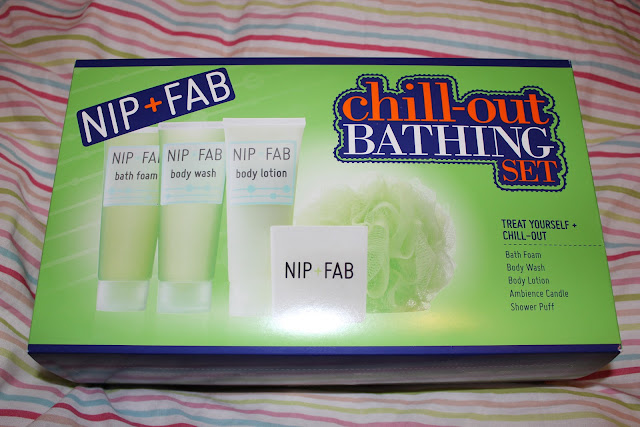 NIP+FAB
chill-out
BATHING
SET
NIP+FAB
bath foam
NIP+FAB
body wash
NIP+FAB
body lotion
NIP+FAB
TREAT YOURSELF +
CHILL-OUT
Bath Foam
Body Wash
Body Lotion
Ambience Candle
Shower Puff